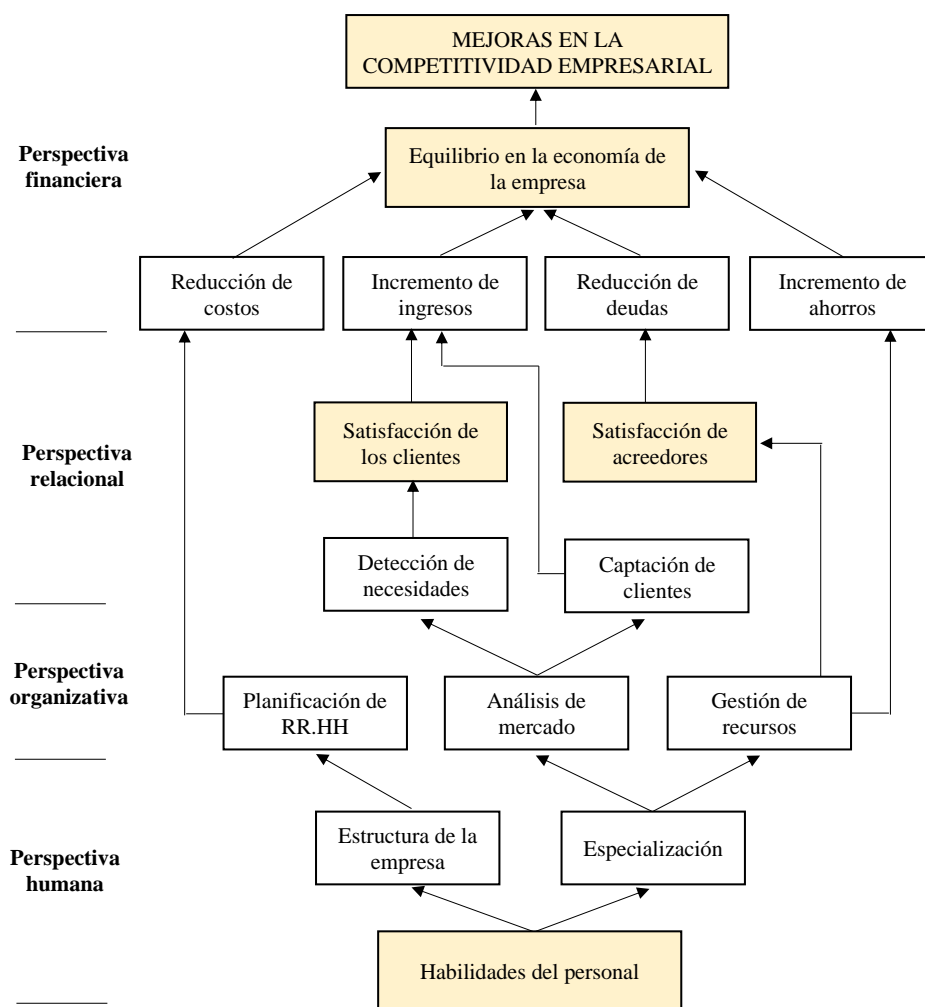 MEJORAS EN LA
COMPETITIVIDAD EMPRESARIAL
Perspectiva
financiera
Equilibrio en la economía de
la empresa
Reducción de
costos
Incremento de
ingresos
Reducción de
deudas
Incremento de
ahorros
Perspectiva
relacional
Satisfacción de
los clientes
Satisfacción de
acreedores
Detección de
necesidades
Captación de
clientes
Perspectiva
organizativa
Planificación de
RR.HH
Análisis de
mercado
Gestión de
recursos
Perspectiva
humana
Estructura de la
empresa
Especialización
Habilidades del personal